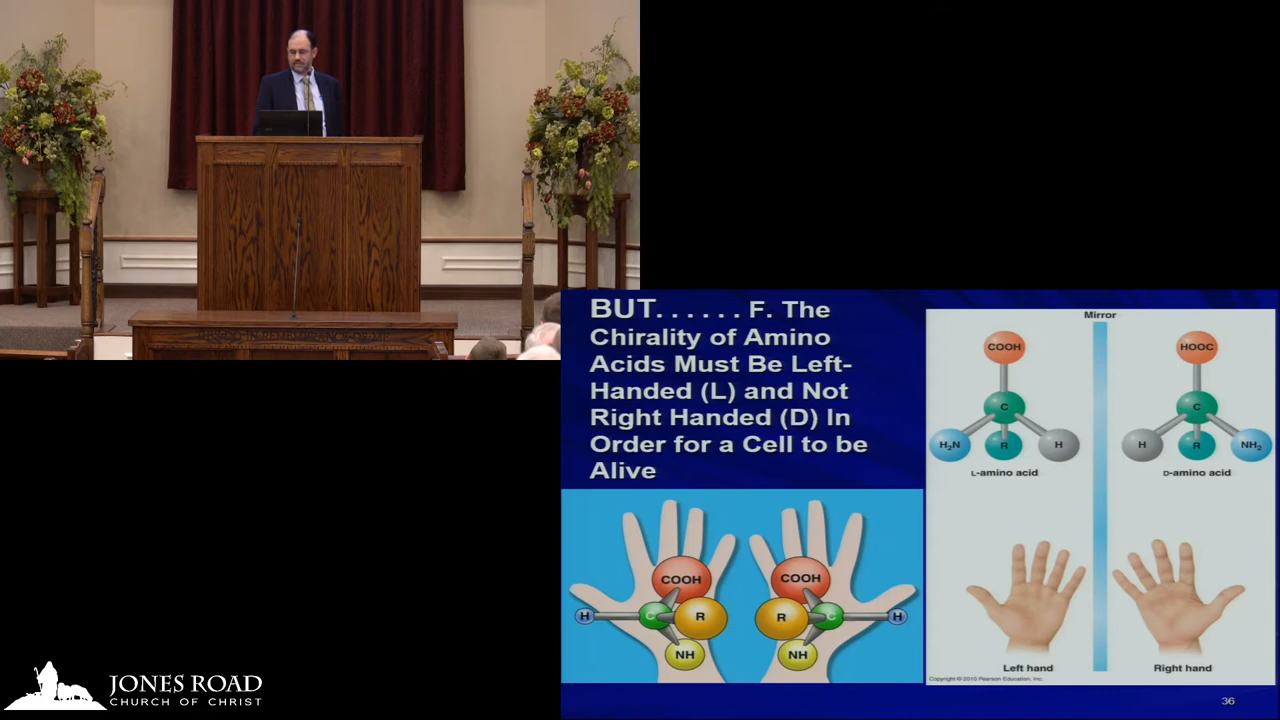 BUT. . . . . . F. The
Chirality of Amino
Acids Must Be Left-
Handed (L) and Not
Right Handed (D) In
Order for a Cell to be
Alive
COOH
H
C
R
NH
COOH
R
C
H
NH
Mirror
COOH
C
H₂N
R
H
L-amino acid
HOOC
C
H
R
NH₂
D-amino acid
Left hand
Right hand
Copyright © 2010 Pearson Education, Inc.
36
JONES ROAD
CHURCH OF CHRIST